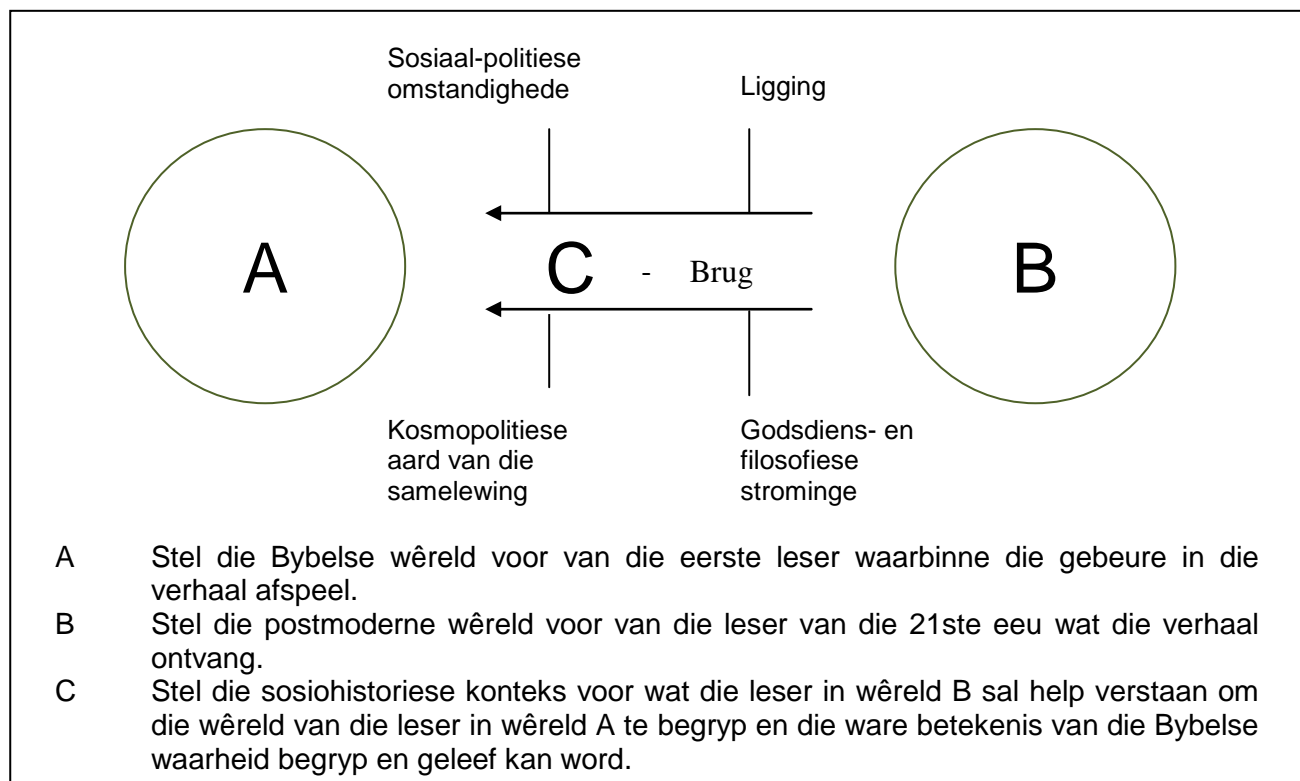 Sosiaal-politiese
omstandighede
Ligging
A
C - Brug
B
Kosmopolitiese
aard van die
samelewing
Godsdiens- en
filosofiese
strominge
A Stel die Bybelse wêreld voor van die eerste leser waarbinne die gebeure in die
verhaal afspeel.
B Stel die postmoderne wêreld voor van die leser van die 21ste eeu wat die verhaal
ontvang.
C Stel die sosiohistoriese konteks voor wat die leser in wêreld B sal help verstaan om
die wêreld van die leser in wêreld A te begryp en die ware betekenis van die Bybelse
waarheid begryp en geleef kan word.